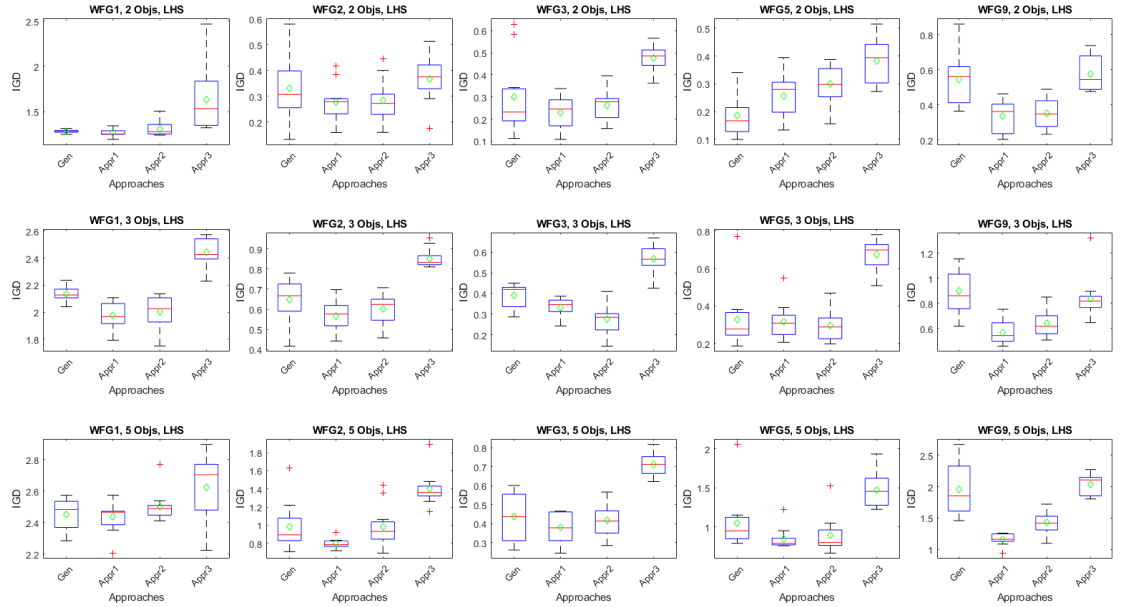 WFG1, 2 Objs, LHS
2.5
2
1.5
IGD
Gen
Appr1
Appr2
Appr3
Approaches
WFG2, 2 Objs, LHS
0.6
0.5
0.4
0.3
0.2
IGD
Gen
Appr1
Appr2
Appr3
Approaches
WFG3, 2 Objs, LHS
0.6
0.5
0.4
0.3
0.2
0.1
IGD
Gen
Appr1
Appr2
Appr3
Approaches
WFG5, 2 Objs, LHS
0.5
0.4
0.3
0.2
0.1
IGD
Gen
Appr1
Appr2
Appr3
Approaches
WFG9, 2 Objs, LHS
0.8
0.6
0.4
0.2
IGD
Gen
Appr1
Appr2
Appr3
Approaches
WFG1, 3 Objs, LHS
2.6
2.4
2.2
2
1.8
IGD
Gen
Appr1
Appr2
Appr3
Approaches
WFG2, 3 Objs, LHS
0.9
0.8
0.7
0.6
0.5
0.4
IGD
Gen
Appr1
Appr2
Appr3
Approaches
WFG3, 3 Objs, LHS
0.6
0.5
0.4
0.3
0.2
IGD
Gen
Appr1
Appr2
Appr3
Approaches
WFG5, 3 Objs, LHS
0.8
0.6
0.4
0.2
IGD
Gen
Appr1
Appr2
Appr3
Approaches
WFG9, 3 Objs, LHS
1.2
1
0.8
0.6
IGD
Gen
Appr1
Appr2
Appr3
Approaches
WFG1, 5 Objs, LHS
2.8
2.6
2.4
2.2
IGD
Gen
Appr1
Appr2
Appr3
Approaches
WFG2, 5 Objs, LHS
1.8
1.6
1.4
1.2
1
0.8
IGD
Gen
Appr1
Appr2
Appr3
Approaches
WFG3, 5 Objs, LHS
0.8
0.7
0.6
0.5
0.4
0.3
IGD
Gen
Appr1
Appr2
Appr3
Approaches
WFG5, 5 Objs, LHS
2
1.5
1
IGD
Gen
Appr1
Appr2
Appr3
Approaches
WFG9, 5 Objs, LHS
2.5
2
1.5
1
IGD
Gen
Appr1
Appr2
Appr3
Approaches